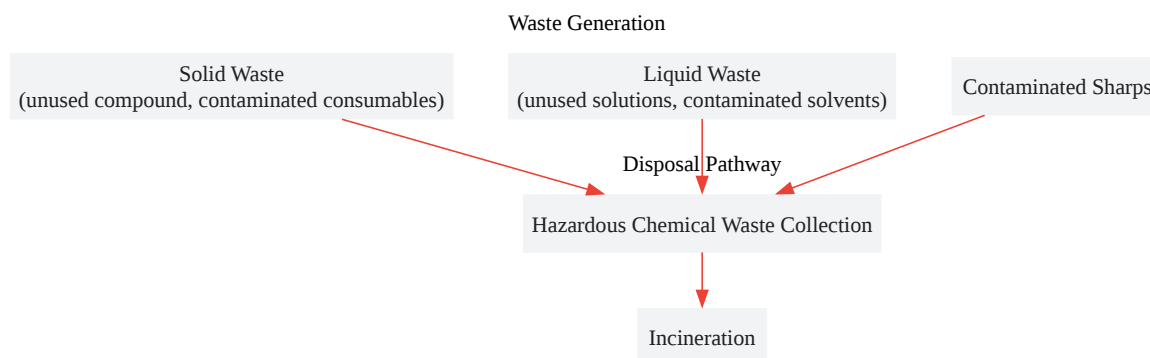 Waste Generation
Solid Waste
(unused compound, contaminated consumables)
Liquid Waste
(unused solutions, contaminated solvents)
Contaminated Sharps
Disposal Pathway
Hazardous Chemical Waste Collection
Incineration